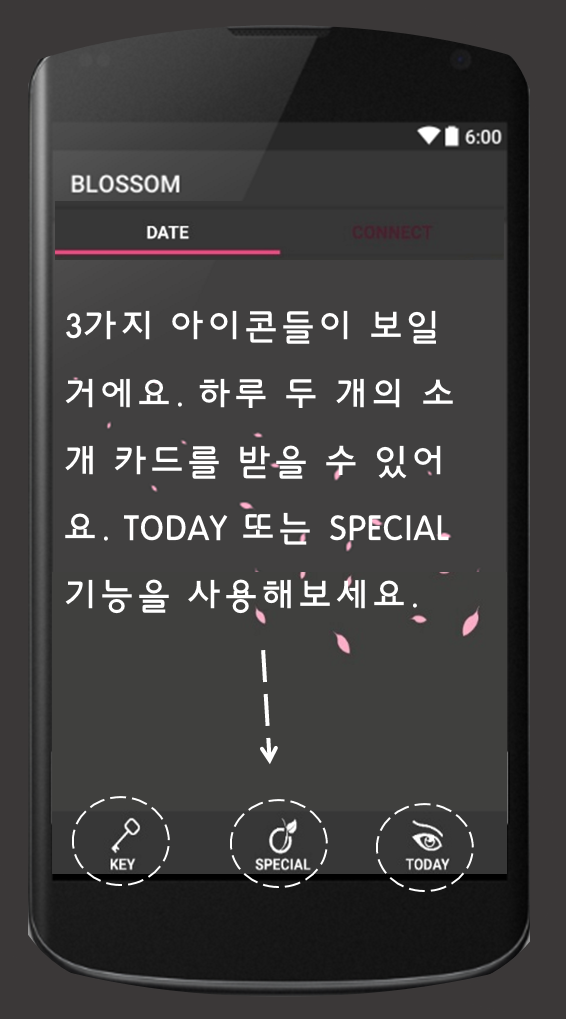 6:00
BLOSSOM
DATE CONNECT
3가지 아이콘들이 보일
거에요. 하루 두 개의 소
개 카드를 받을 수 있어
요. TODAY 또는 SPECIAL
기능을 사용해보세요.
KEY SPECIAL TODAY